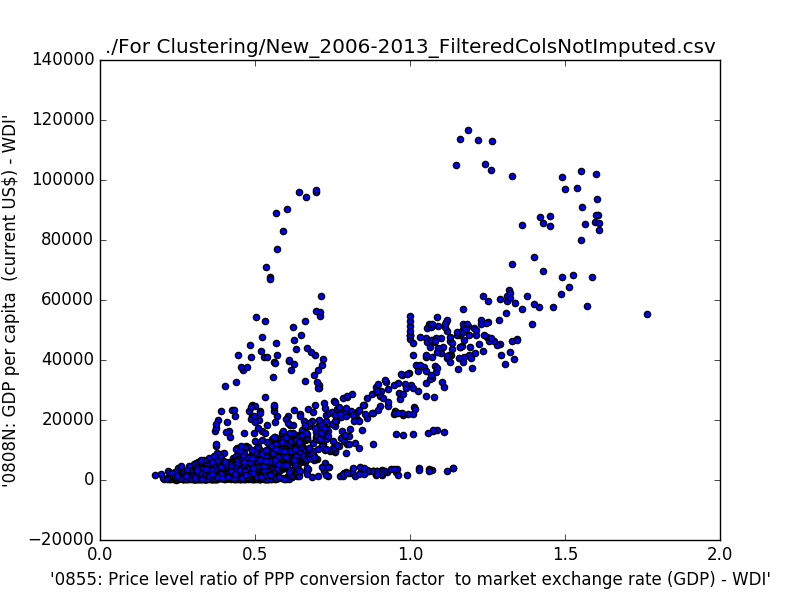 ./For Clustering/New_2006-2013_FilteredColsNotImputed.csv
140000
120000
100000
80000
60000
40000
20000
0
−20000
'0808N: GDP per capita  (current US$) - WDI'
0.0 0.5 1.0 1.5 2.0
'0855: Price level ratio of PPP conversion factor  to market exchange rate (GDP) - WDI'